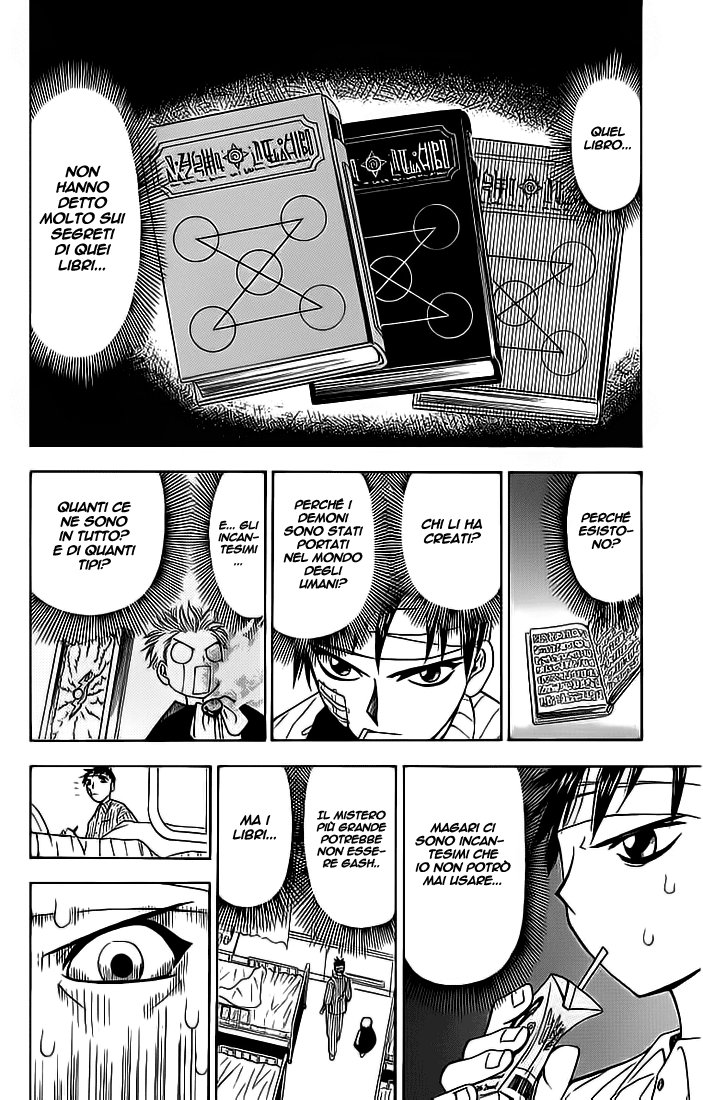 QUEL
LIBRO...
NON
HANNO
DETTO
MOLTO SUI
SEGRETI
DI QUEI
LIBRI...
PERCHÉ
ESISTO-
NO?
CHI LI HA
CREATI?
PERCHÉ I
DEMONI
SONO STATI
PORTATI
NEL MONDO
DEGLI
UMANI?
E... GLI
INCAN-
TESIMI
...
QUANTI CE
NE SONO
IN TUTTO?
E DI QUANTI
TIPI?
MAGARI CI
SONO INCAN-
TESIMI CHE
IO NON POTRÒ
MAI USARE...
IL MISTERO
PIÙ GRANDE
POTREBBE
NON ESSE-
RE GASH..
MA I
LIBRI...